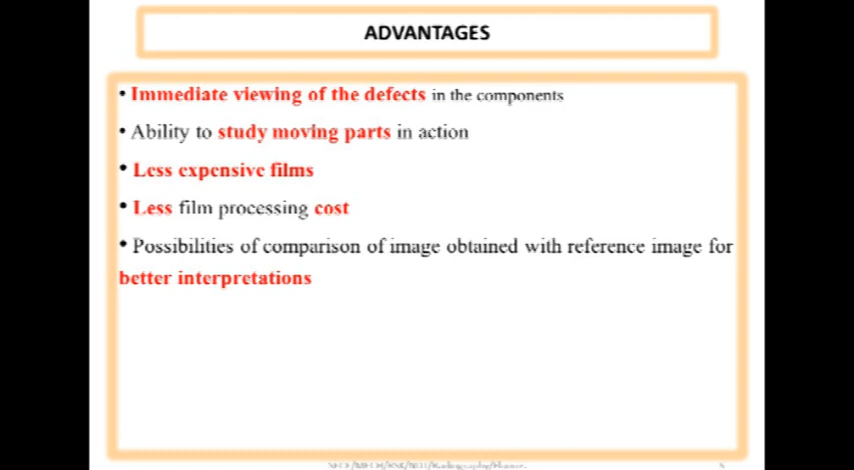 ADVANTAGES
• Immediate viewing of the defects in the components
• Ability to study moving parts in action
• Less expensive films
• Less film processing cost
• Possibilities of comparison of image obtained with reference image for
better interpretations